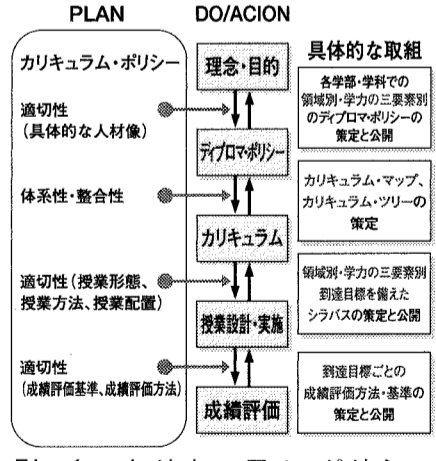 PLAN
DO/ACION
カリキュラム・ポリシー
適切性
(具体的な人材像)
体系性・整合性
適切性(授業形態、
授業方法、授業配置)
適切性
(成績評価基準、成績評価方法)
理念・目的
ディプロマ・ポリシー
カリキュラム
授業設計・実施
成績評価
具体的な取組
各学部・学科での
領域別・学力の三要素別
のディプロマ・ポリシーの
策定と公開
カリキュラム・マップ、
カリキュラム・ツリーの
策定
領域別・学力の三要素別
到達目標を備えた
シラバスの策定と公開
到達目標ごとの
成績評価方法・基準の
策定と公開